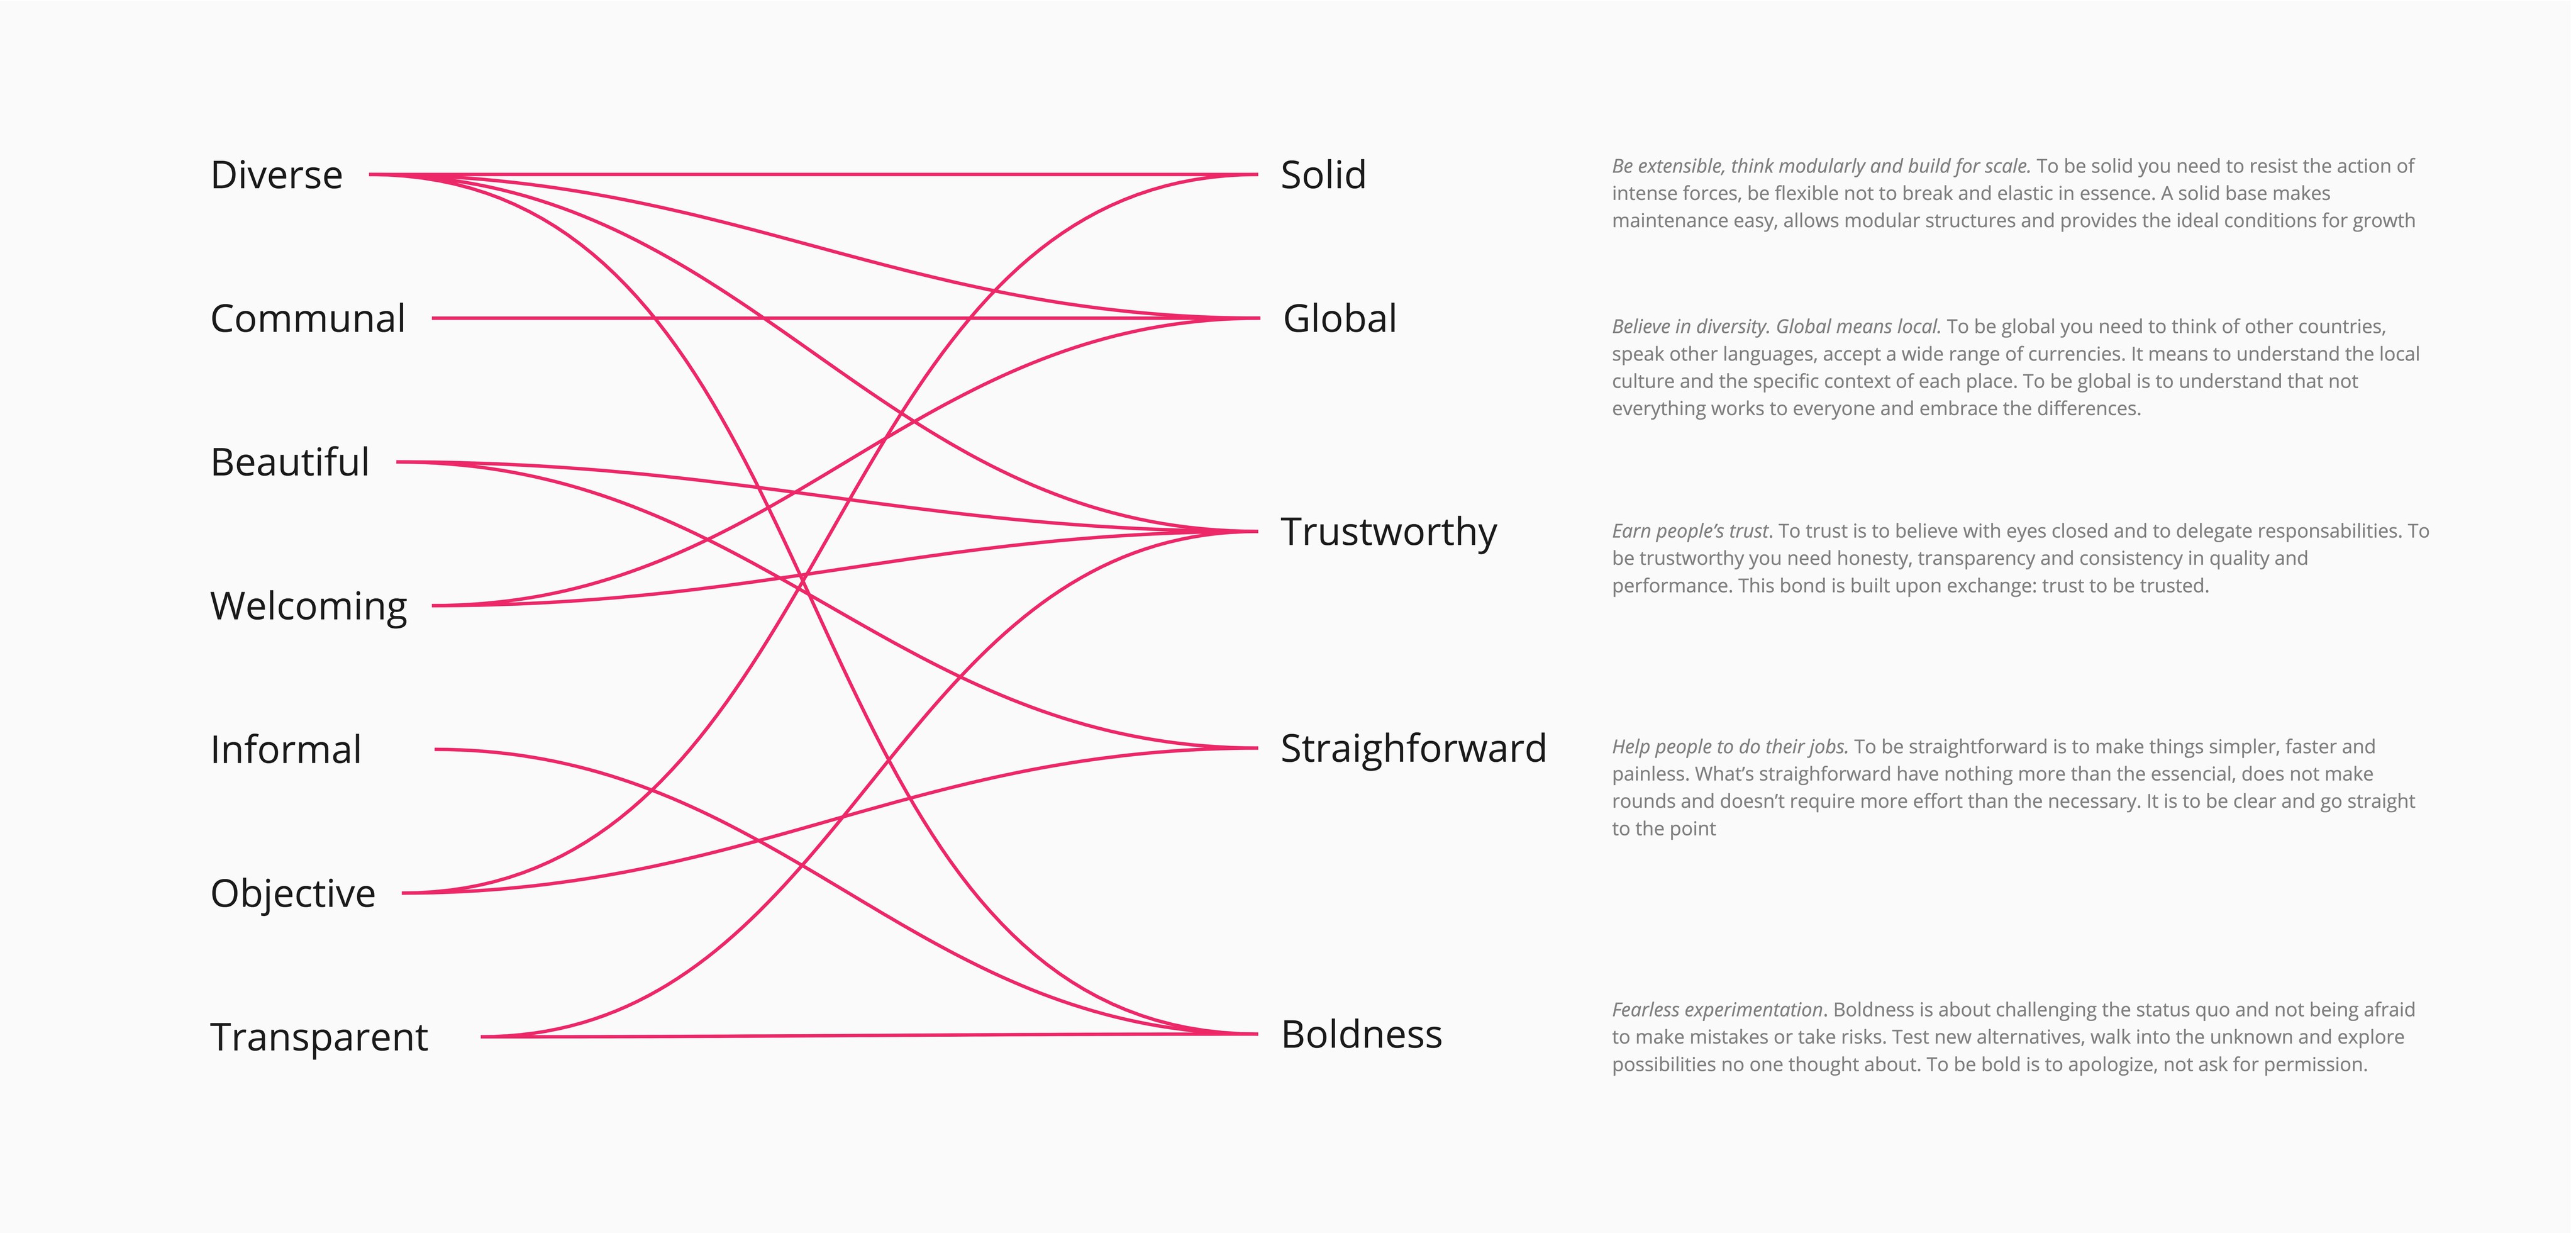 Diverse
Communal
Beautiful
Welcoming
Informal
Objective
Transparent
Solid
Be extensible, think modularly and build for scale. To be solid you need to resist the action of
intense forces, be flexible not to break and elastic in essence. A solid base makes
maintenance easy, allows modular structures and provides the ideal conditions for growth
Global
Believe in diversity. Global means local. To be global you need to think of other countries,
speak other languages, accept a wide range of currencies. It means to understand the local
culture and the specific context of each place. To be global is to understand that not
everything works to everyone and embrace the differences.
Trustworthy
Earn people’s trust. To trust is to believe with eyes closed and to delegate responsabilities. To
be trustworthy you need honesty, transparency and consistency in quality and
performance. This bond is built upon exchange: trust to be trusted.
Straighforward
Help people to do their jobs. To be straightforward is to make things simpler, faster and
painless. What’s straighforward have nothing more than the essencial, does not make
rounds and doesn’t require more effort than the necessary. It is to be clear and go straight
to the point
Boldness
Fearless experimentation. Boldness is about challenging the status quo and not being afraid
to make mistakes or take risks. Test new alternatives, walk into the unknown and explore
possibilities no one thought about. To be bold is to apologize, not ask for permission.